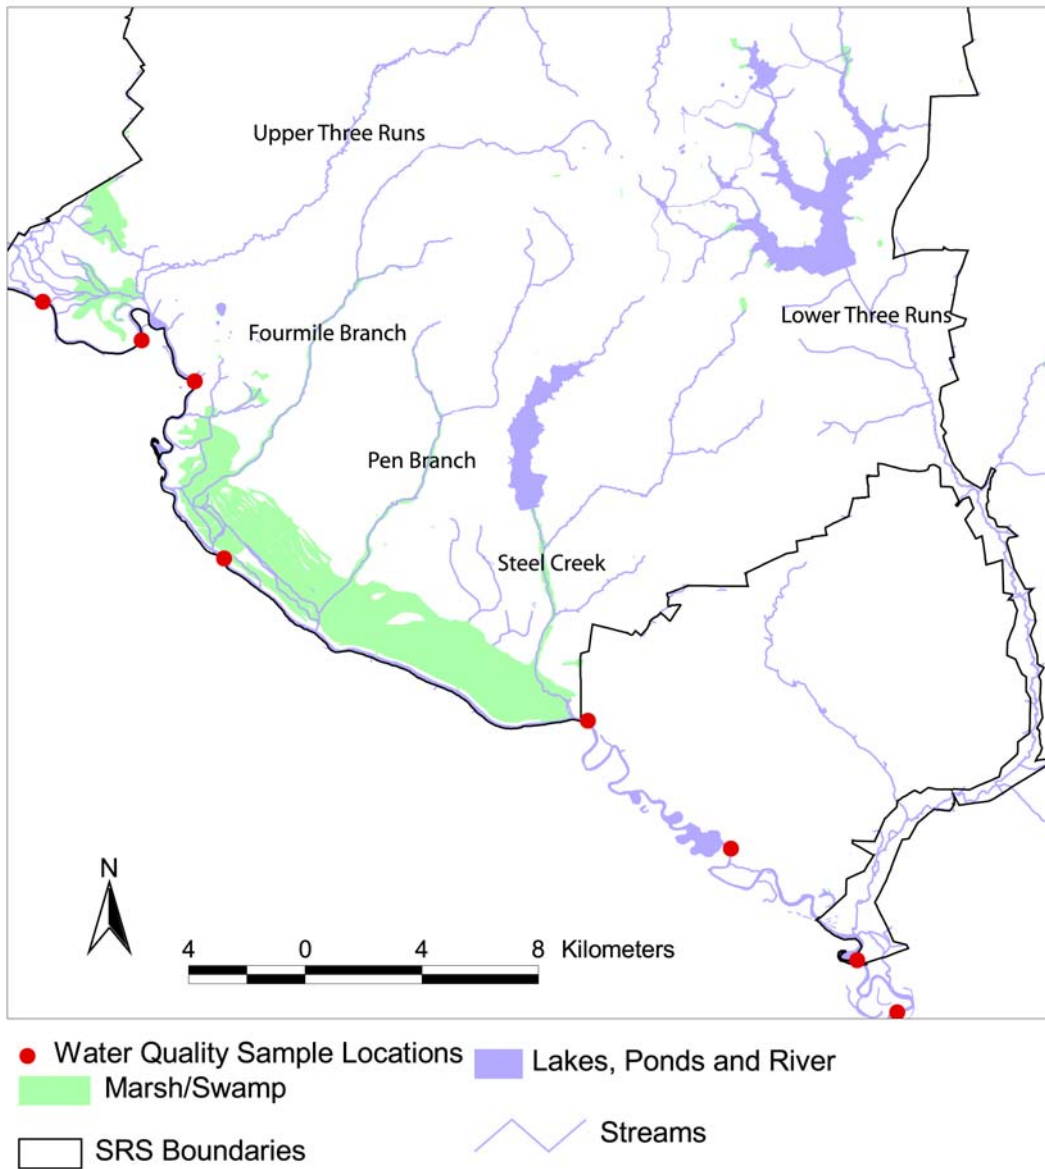 Upper Three Runs
Lower Three Runs
Fourmile Branch
Pen Branch
Steel Creek
N
4 0 4 8 Kilometers
Water Quality Sample Locations
Lakes, Ponds and River
Marsh/Swamp
Streams
SRS Boundaries